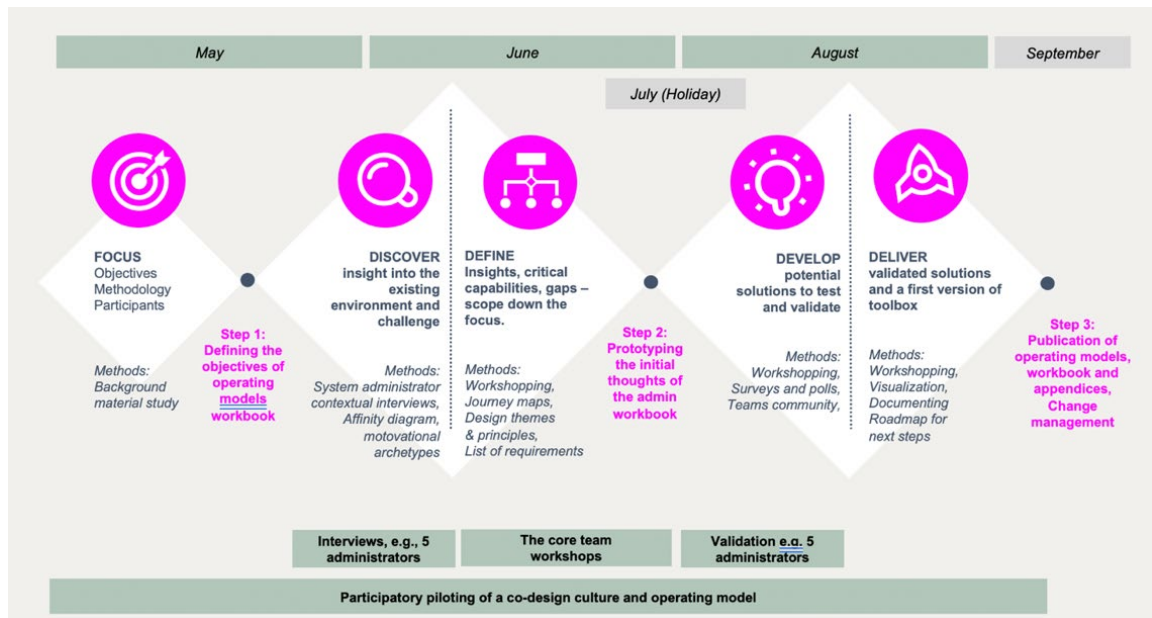 May
June
August
September
July (Holiday)
FOCUS
Objectives
Methodology
Participants
Methods:
Background
material study
Step 1:
Defining the
objectives of
operating
models
workbook
DISCOVER
insight into the
existing
environment and
challenge
Methods:
System administrator
contextual interviews,
Affinity diagram,
motovational
archetypes
DEFINE
Insights, critical
capabilities, gaps –
scope down the
focus.
Methods:
Workshopping,
Journey maps,
Design themes
& principles,
List of requirements
Step 2:
Prototyping
the initial
thoughts of
the admin
workbook
DEVELOP
potential
solutions to test
and validate
Methods:
Workshopping,
Surveys and polls,
Teams community,
DELIVER
validated solutions
and a first version of
toolbox
Methods:
Workshopping,
Visualization,
Documenting
Roadmap for
next steps
Step 3:
Publication of
operating models,
workbook and
appendices,
Change
management
Interviews, e.g., 5
administrators
The core team
workshops
Validation e.g. 5
administrators
Participatory piloting of a co-design culture and operating model